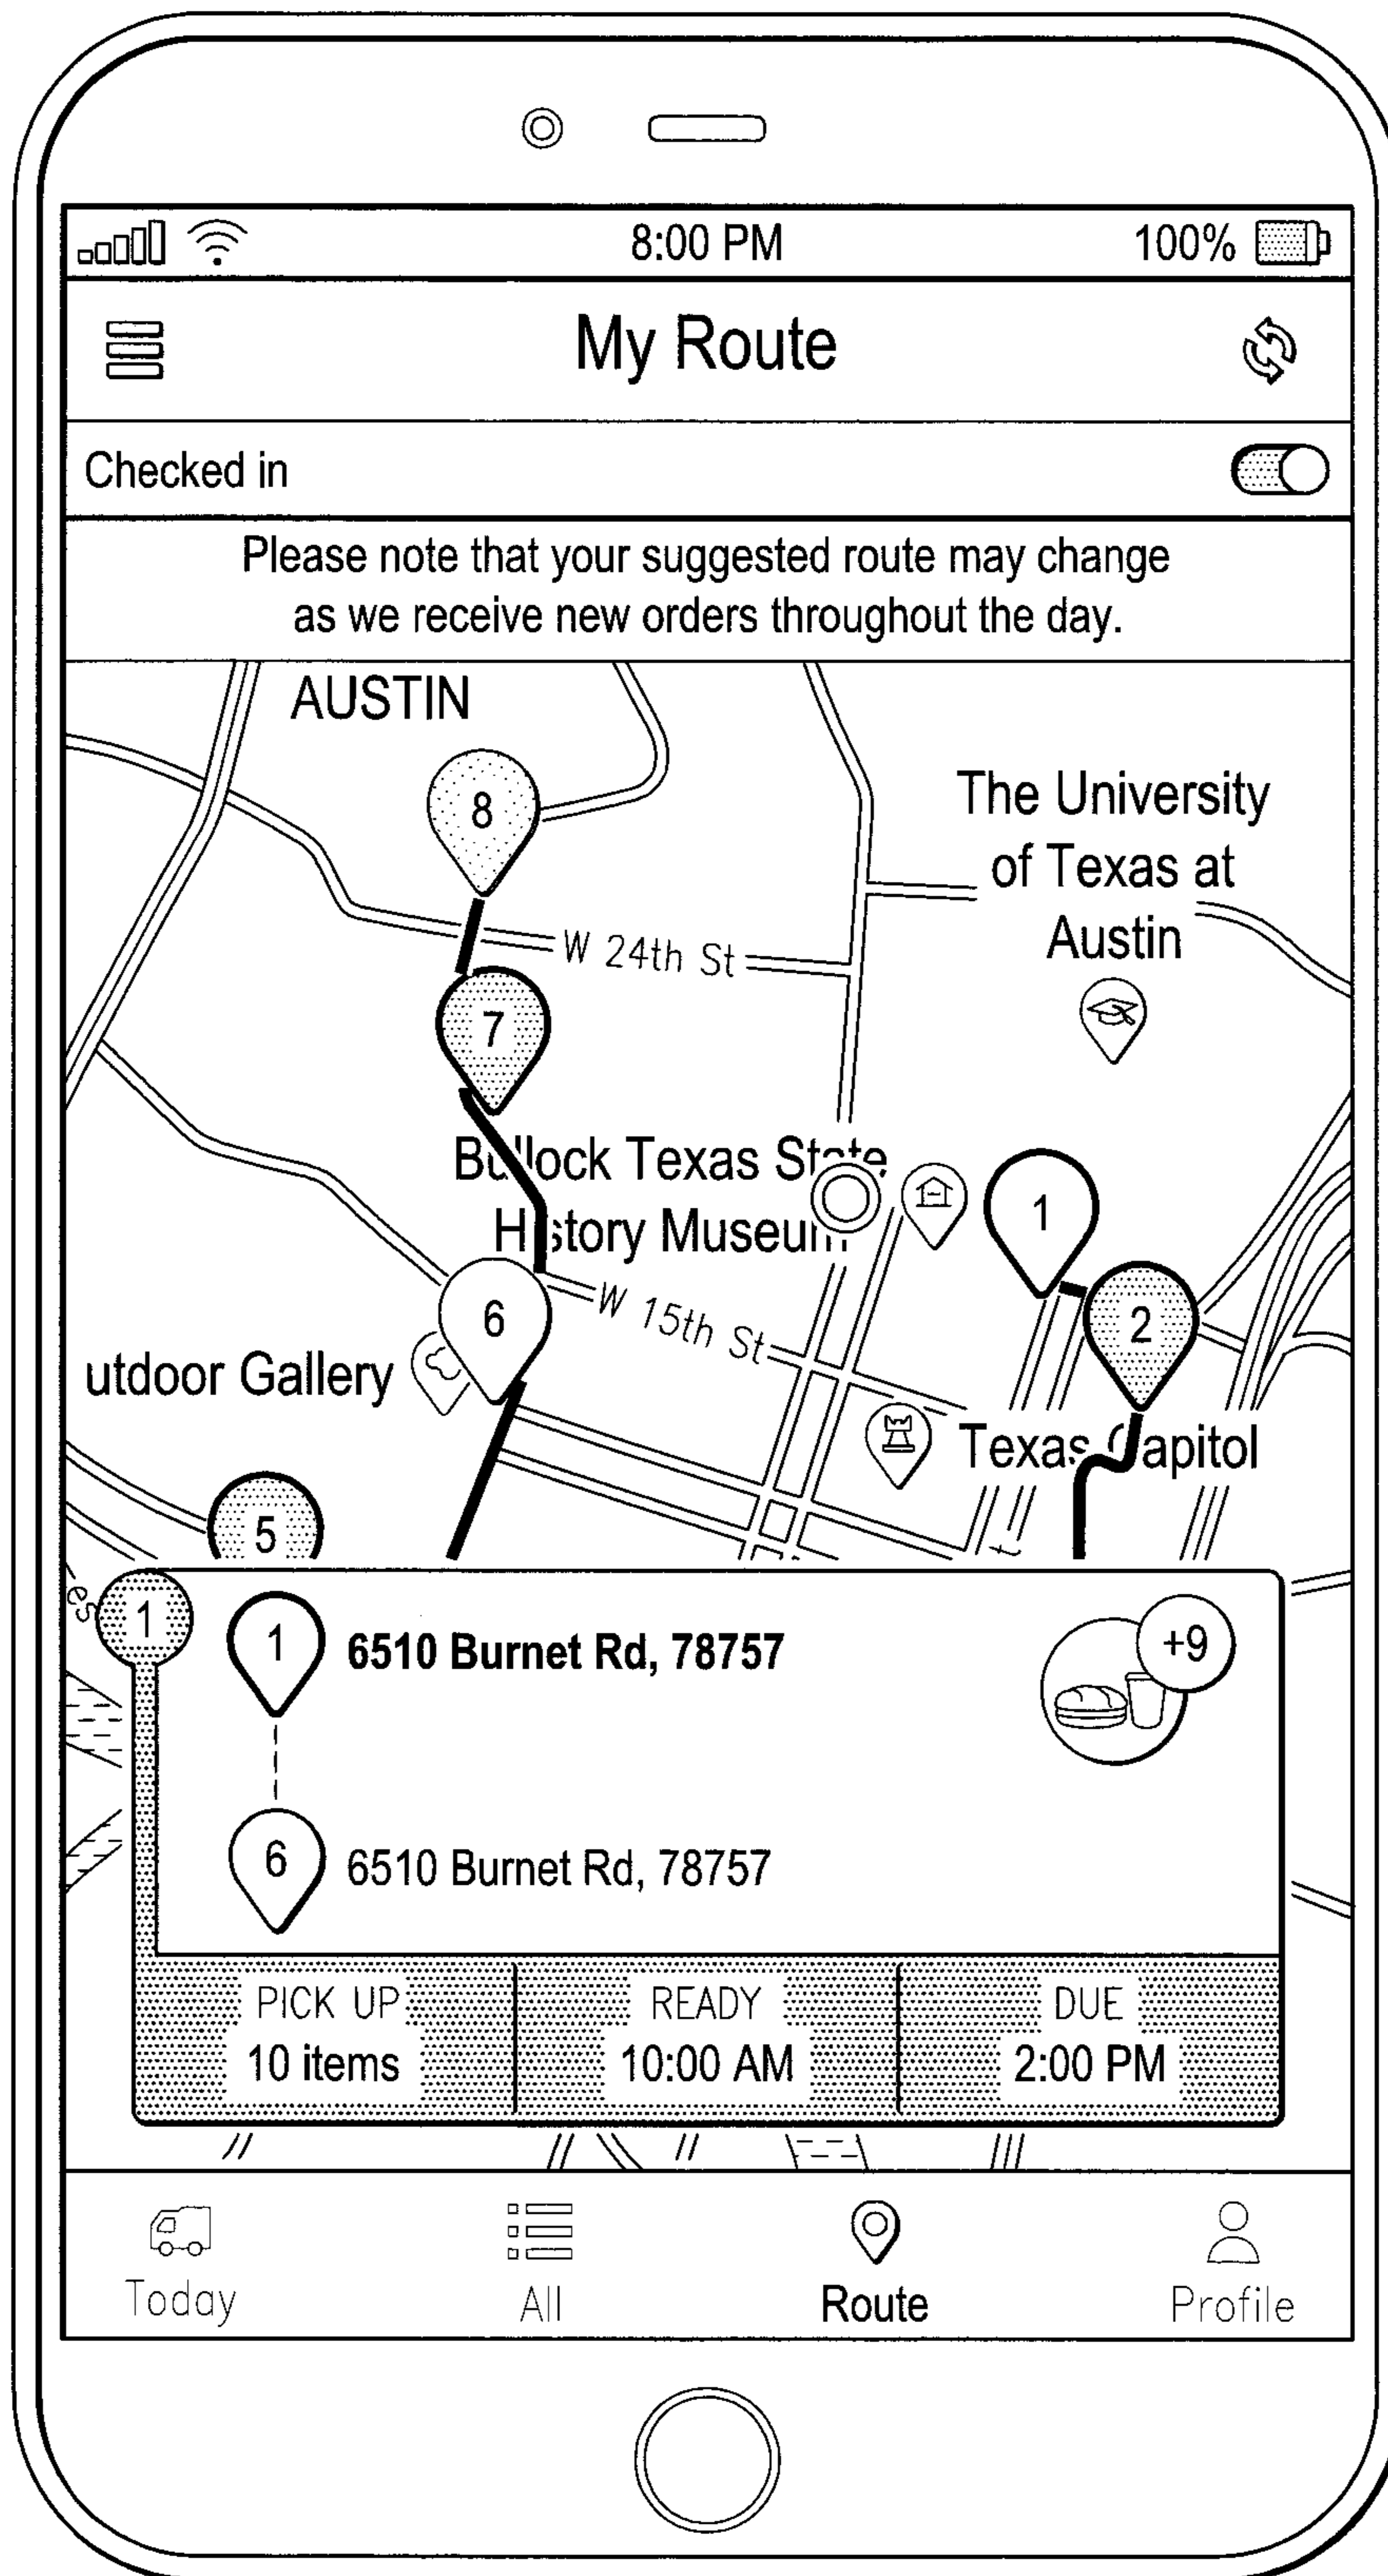 8:00 PM
100%
My Route
Checked in
Please note that your suggested route may change
as we receive new orders throughout the day.
AUSTIN
8
The University
of Texas at
Austin
W 24th St
7
Bullock Texas State
History Museum
1
2
6
W 15th St
utdoor Gallery
Texas Capitol
5
es
1
1
6510 Burnet Rd, 78757
+9
6
6510 Burnet Rd, 78757
PICK UP
READY
DUE
10 items
10:00 AM
2:00 PM
Today
All
Route
Profile